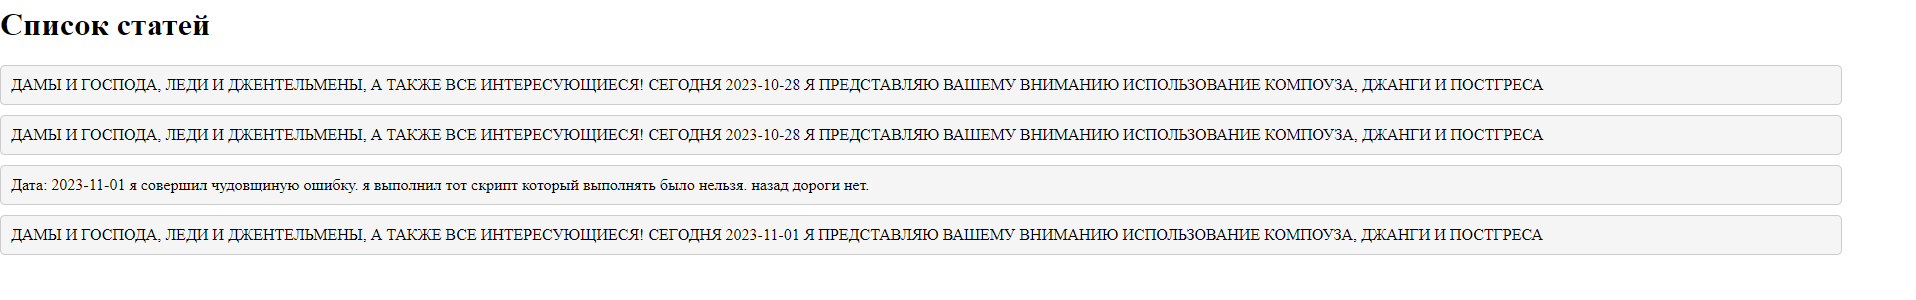 Список статей
ДАМЫ И ГОСПОДА, ЛЕДИ И ДЖЕНТЕЛЬМЕНЫ, А ТАКЖЕ ВСЕ ИНТЕРЕСУЮЩИЕСЯ! СЕГОДНЯ 2023-10-28 Я ПРЕДСТАВЛЯЮ ВАШЕМУ ВНИМАНИЮ ИСПОЛЬЗОВАНИЕ КОМПОУЗА, ДЖАНГИ И ПОСТГРЕСА
ДАМЫ И ГОСПОДА, ЛЕДИ И ДЖЕНТЕЛЬМЕНЫ, А ТАКЖЕ ВСЕ ИНТЕРЕСУЮЩИЕСЯ! СЕГОДНЯ 2023-10-28 Я ПРЕДСТАВЛЯЮ ВАШЕМУ ВНИМАНИЮ ИСПОЛЬЗОВАНИЕ КОМПОУЗА, ДЖАНГИ И ПОСТГРЕСА
Дата: 2023-11-01 я совершил чудовщиную ошибку. я выполнил тот скрипт который выполнять было нельзя. назад дороги нет.
ДАМЫ И ГОСПОДА, ЛЕДИ И ДЖЕНТЕЛЬМЕНЫ, А ТАКЖЕ ВСЕ ИНТЕРЕСУЮЩИЕСЯ! СЕГОДНЯ 2023-11-01 Я ПРЕДСТАВЛЯЮ ВАШЕМУ ВНИМАНИЮ ИСПОЛЬЗОВАНИЕ КОМПОУЗА, ДЖАНГИ И ПОСТГРЕСА